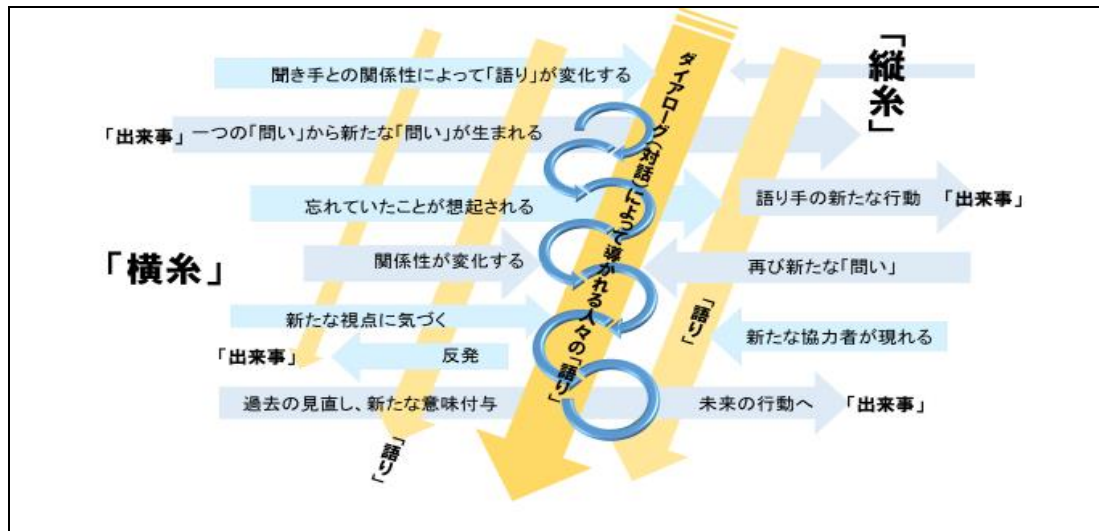 「縦糸」
聞き手との関係性によって「語り」が変化する
ダイアローグ(対話)によって導かれる人々の「語り」
「出来事」
一つの「問い」から新たな「問い」が生まれる
忘れていたことが想起される
語り手の新たな行動
「出来事」
「横糸」
関係性が変化する
再び新たな「問い」
新たな視点に気づく
「語り」
新たな協力者が現れる
「出来事」
反発
過去の見直し、新たな意味付与
未来の行動へ
「出来事」
「語り」